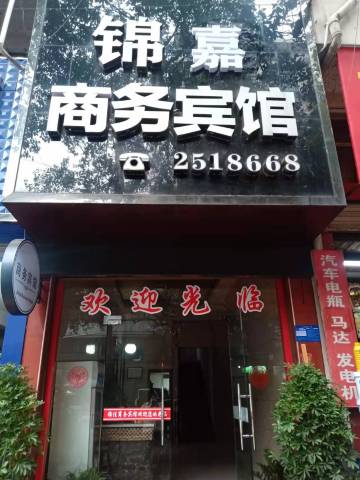 锦嘉
商务宾馆
☎ 2518668
商务宾馆
欢迎光临
汽车电瓶 马达 发电机